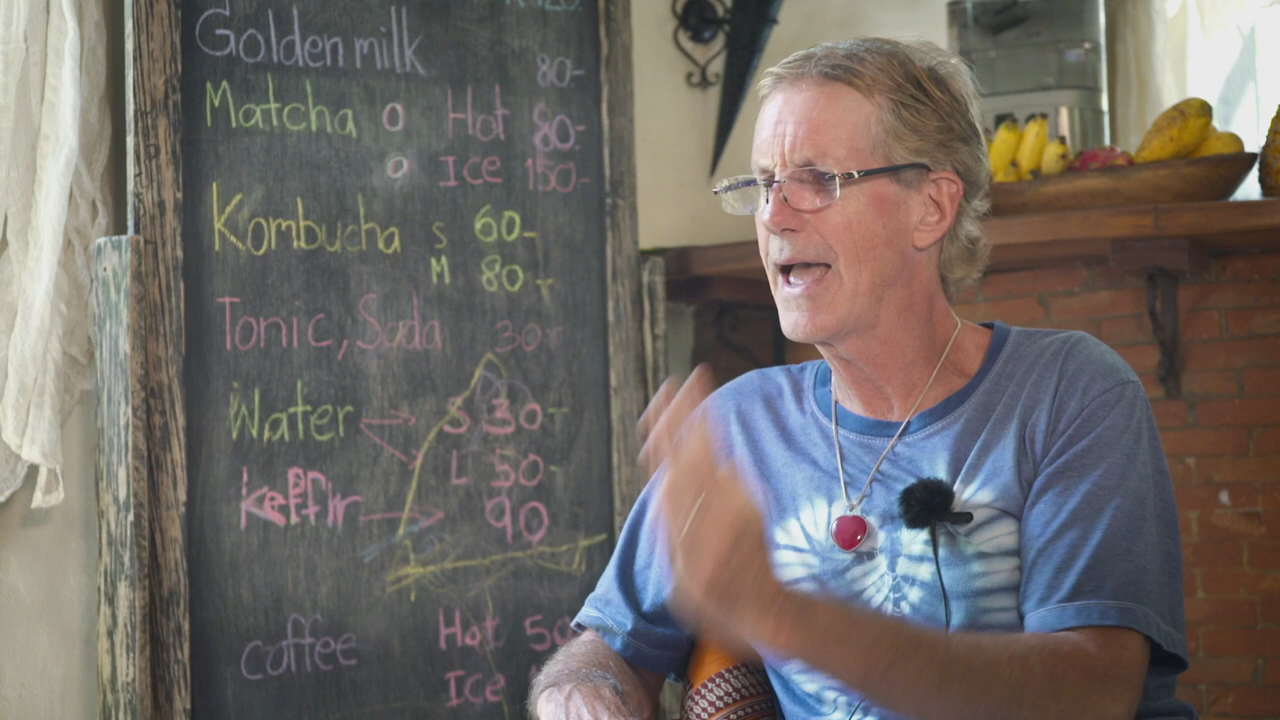 Golden milk 80-
Matcha o Hot 80-
o Ice 150-
Kombucha S 60-
M 80-
Tonic, Soda 30-
Water S 30-
L 50-
keffir 90
coffee Hot 50
Ice